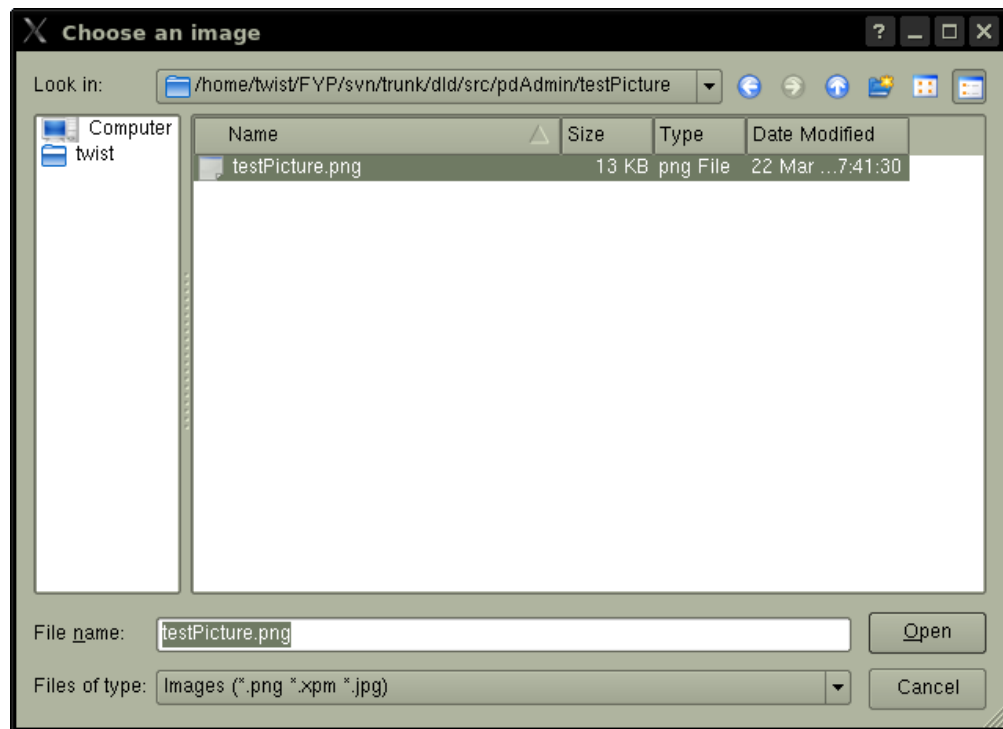 Choose an image
Look in: /home/twist/FYP/svn/trunk/dld/src/pdAdmin/testPicture
Computer
twist
Name Size Type Date Modified
testPicture.png 13 KB png File 22 Mar ...7:41:30
File name: testPicture.png Open
Files of type: Images (*.png *.xpm *.jpg) Cancel